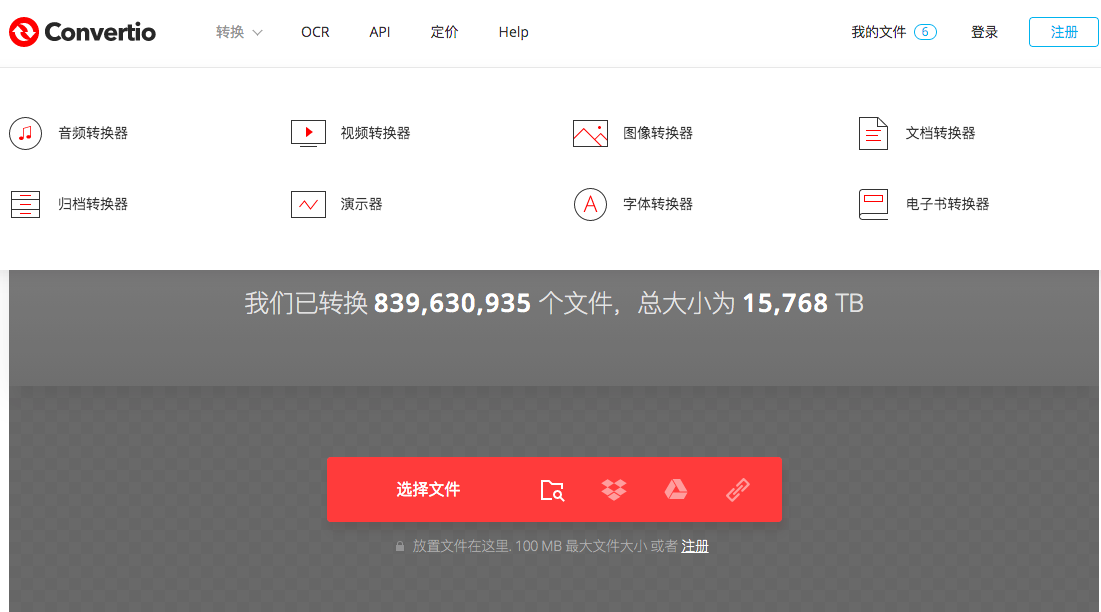 Convertio 转换 OCR API 定价 Help 我的文件 6 登录 注册
音频转换器 视频转换器 图像转换器 文档转换器
归档转换器 演示器 A 字体转换器 电子书转换器
我们已转换 839,630,935 个文件，总大小为 15,768 TB
选择文件
放置文件在这里. 100 MB 最大文件大小 或者 注册